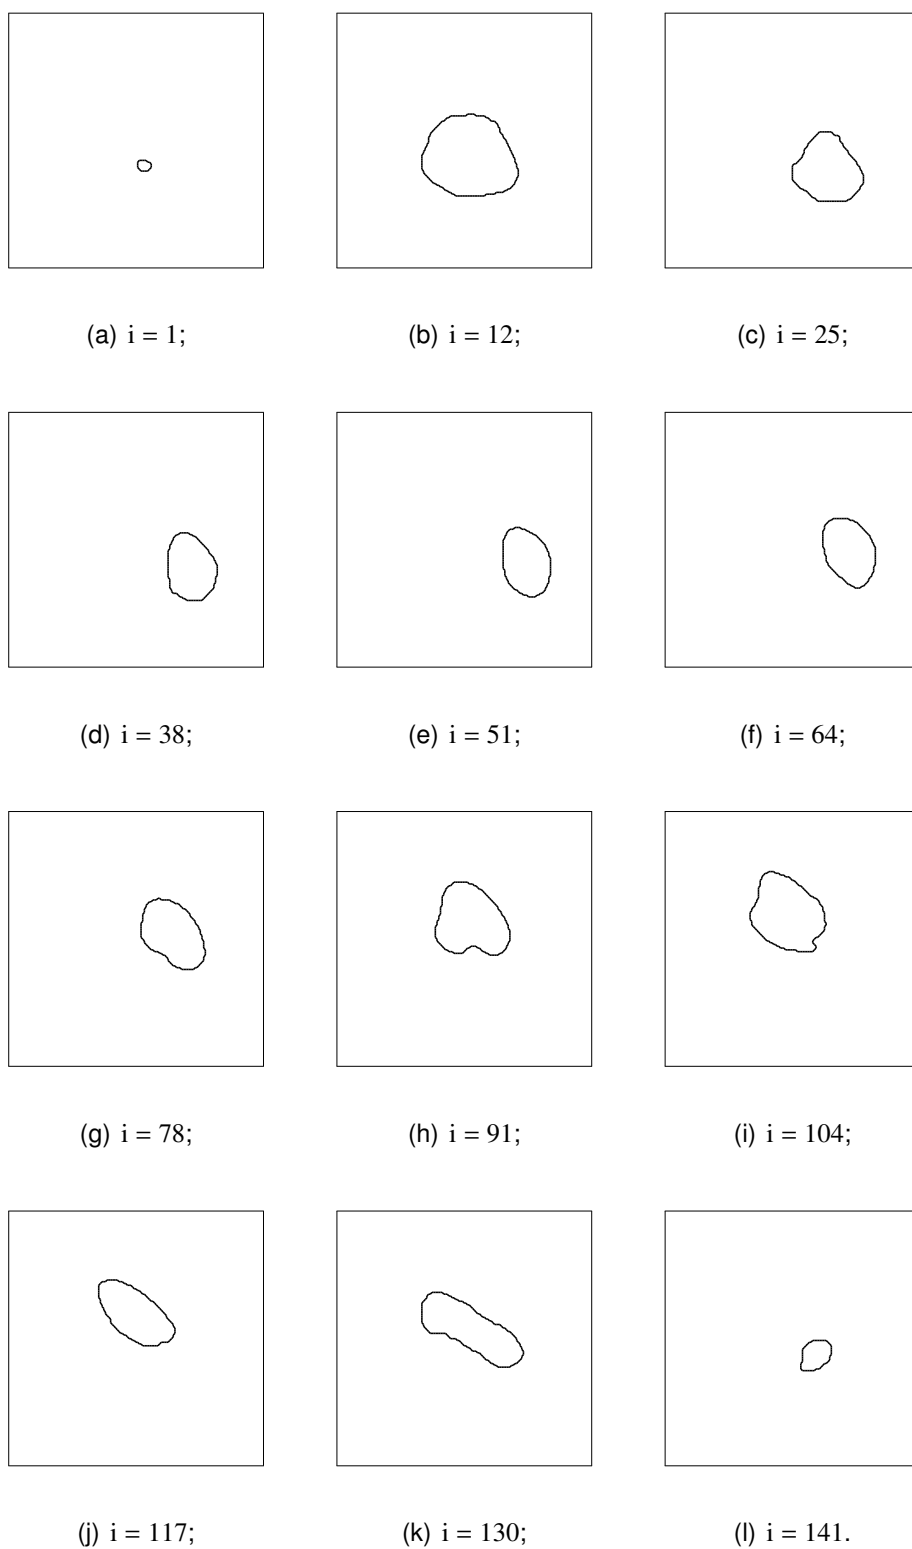 (a) i = 1; (b) i = 12; (c) i = 25;
(d) i = 38; (e) i = 51; (f) i = 64;
(g) i = 78; (h) i = 91; (i) i = 104;
(j) i = 117; (k) i = 130; (l) i = 141.